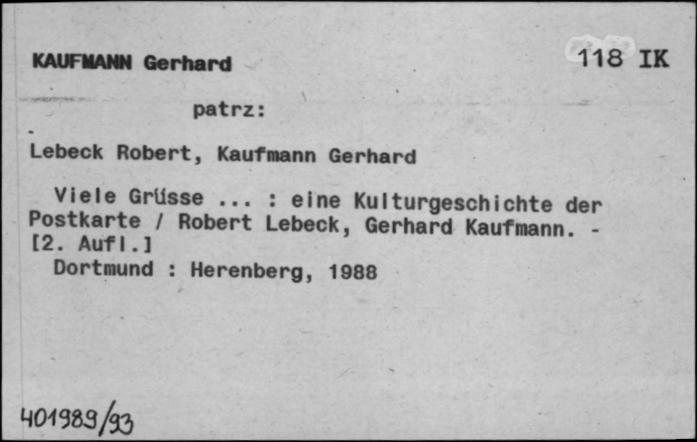 KAUFMANN Gerhard
118 IK
patrz:
Lebeck Robert, Kaufmann Gerhard
Viele Grüsse ... : eine Kulturgeschichte der
Postkarte / Robert Lebeck, Gerhard Kaufmann. -
[2. Aufl.]
Dortmund : Herenberg, 1988
401989/93